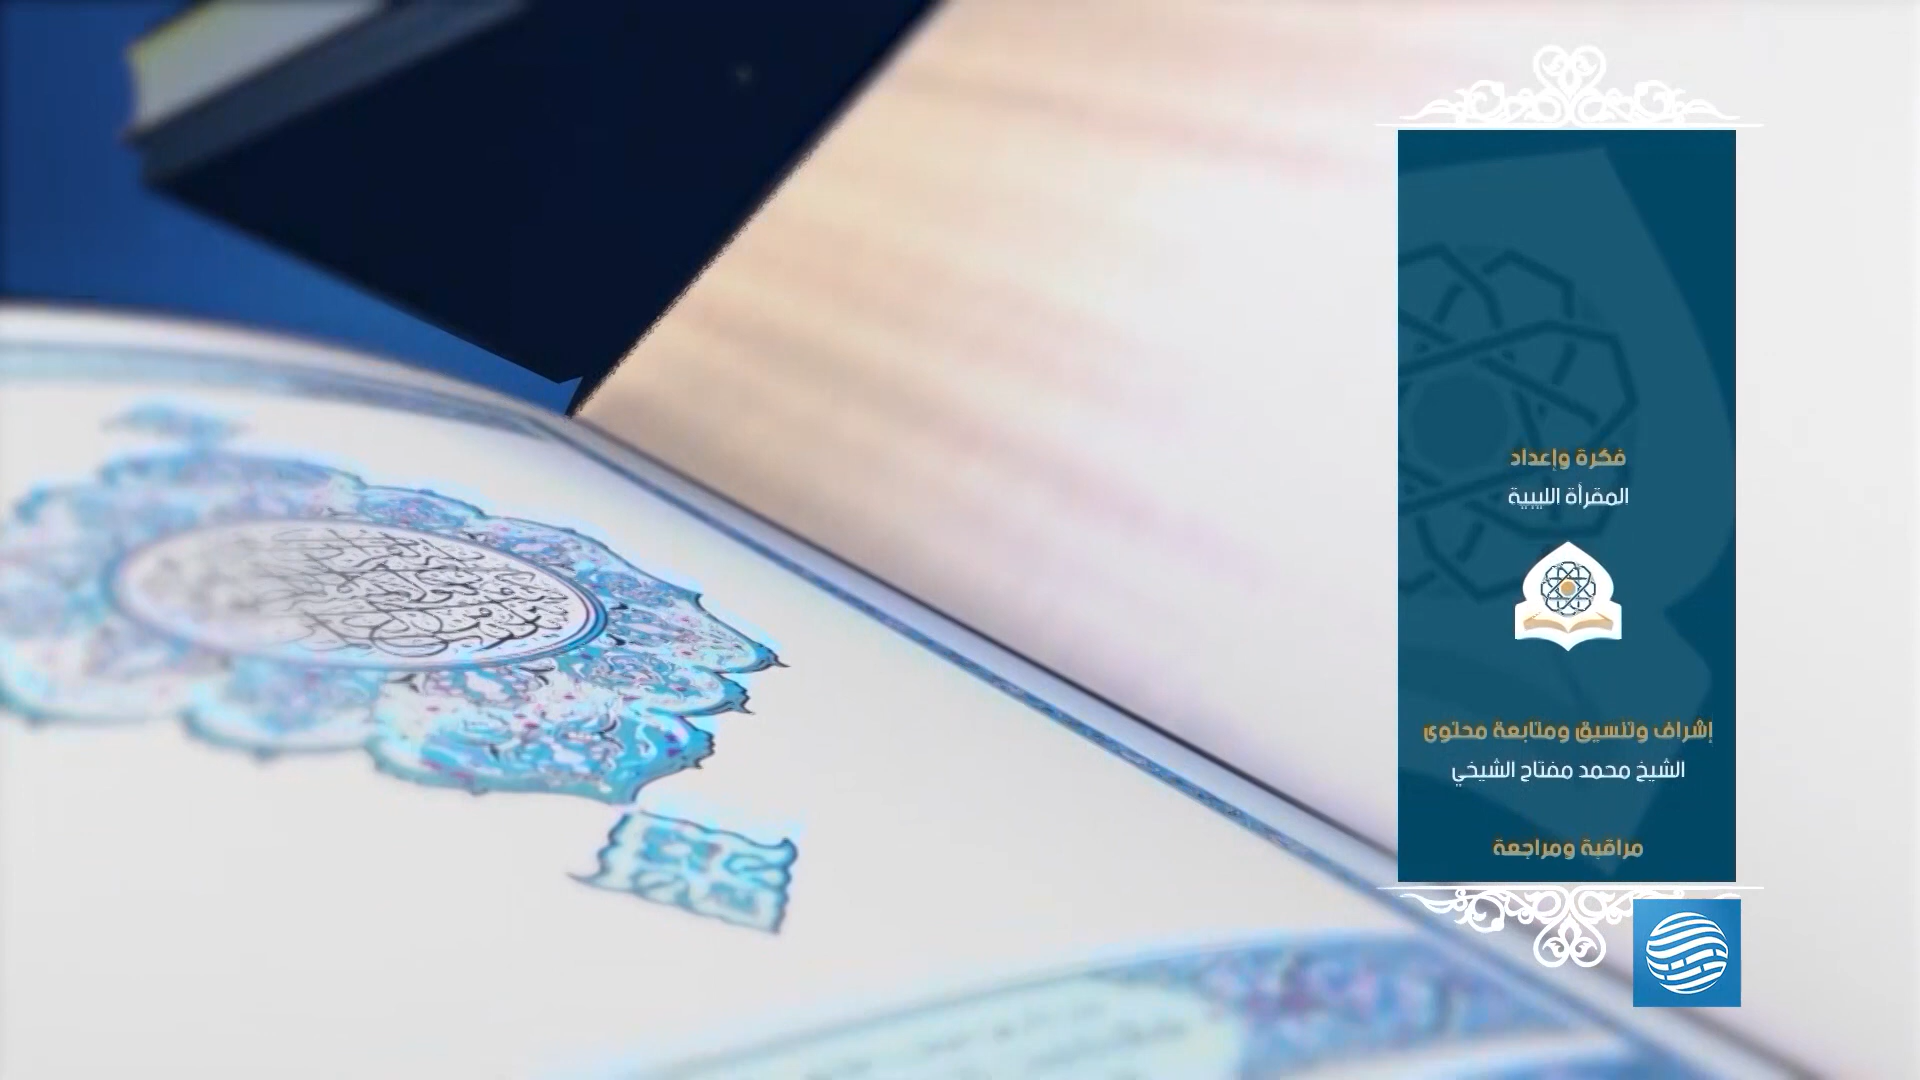 فكرة وإعداد
المقرأة الليبية
إشراف وتنسيق ومتابعة محتوى
الشيخ محمد مفتاح الشيخي
مراقبة ومراجعة